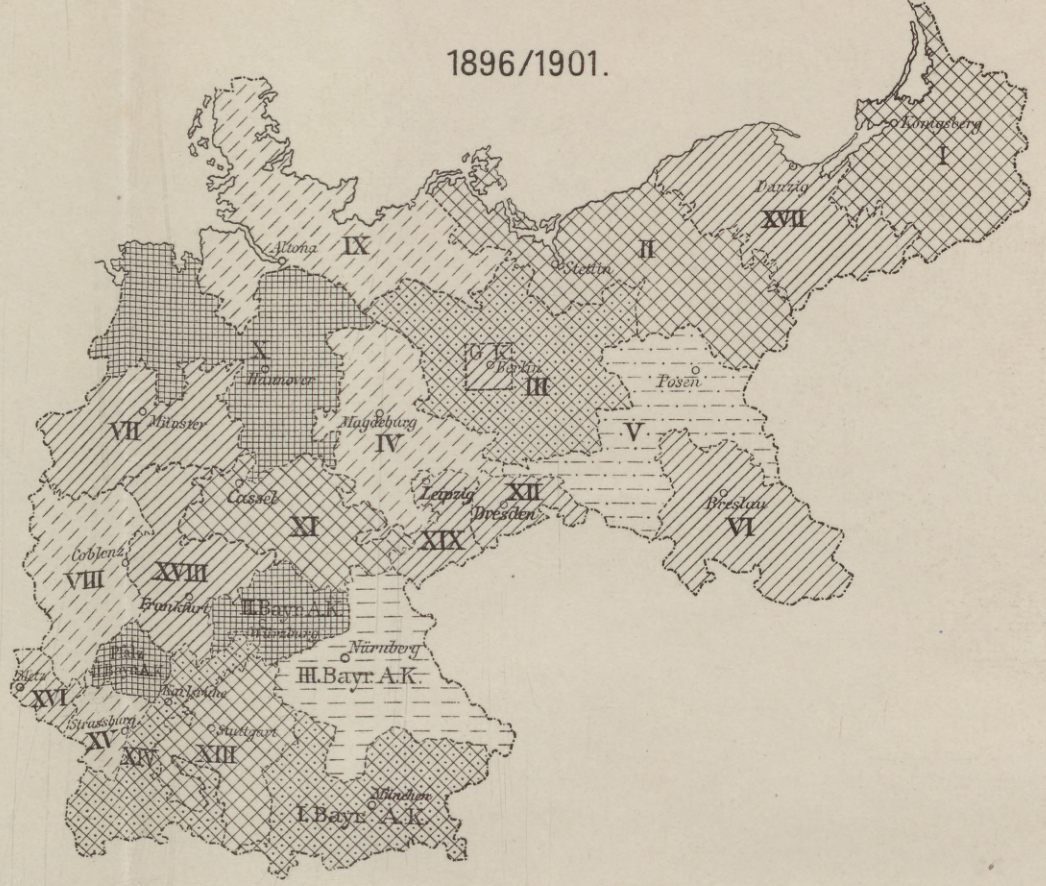 1896/1901.
Königsberg
I
Danzig
XVII
IX
Altona
II
Stettin
X
Hannover
G. K.
Berlin
III
Posen
V
VII
Münster
Magdeburg
IV
Cassel
Leipzig
XII
Dresden
Breslau
VI
XI
XIX
Coblenz
VIII
XVIII
Frankfurt
II. Bayr. A.K.
Würzburg
Nürnberg
III. Bayr. A.K.
Pfalz
Metz
XVI
Karlsruhe
Strassburg
XV
Stuttgart
XIV
XIII
München
I. Bayr. A.K.